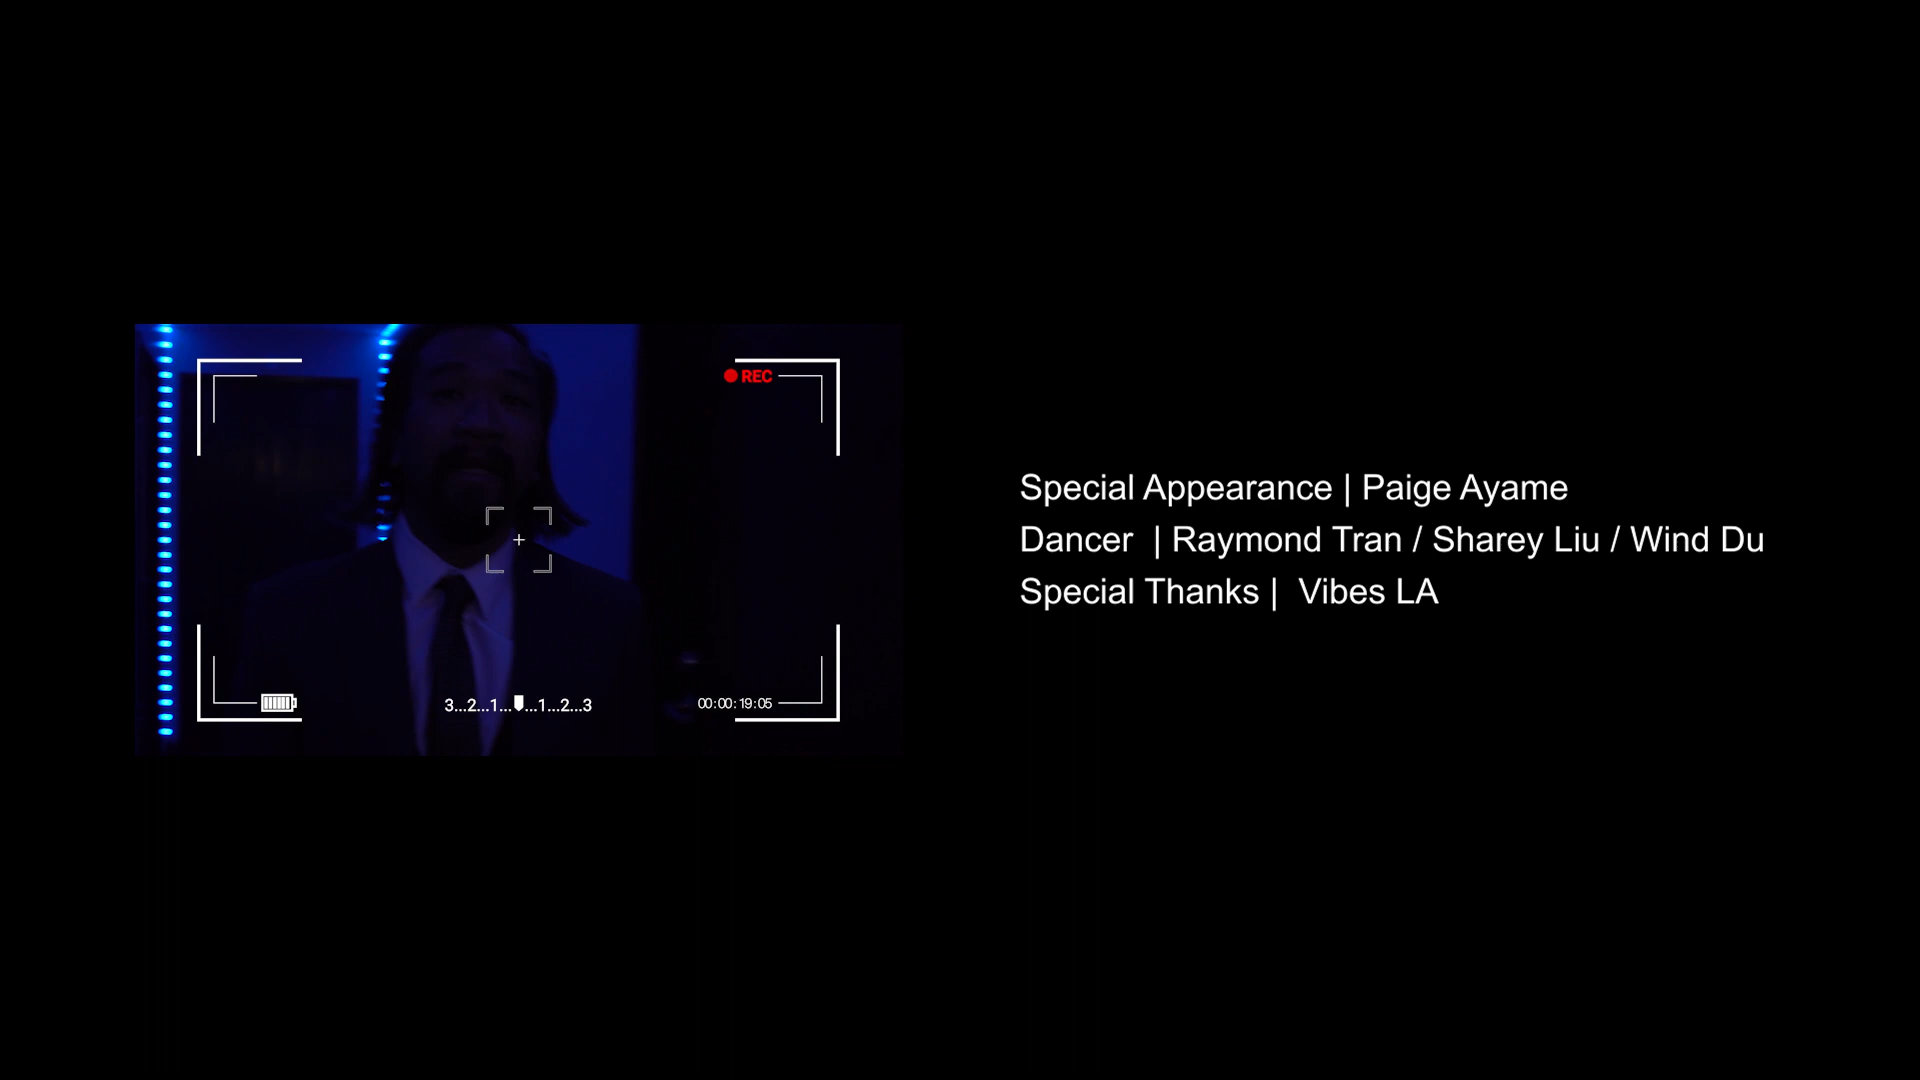 REC
Special Appearance | Paige Ayame
Dancer | Raymond Tran / Sharey Liu / Wind Du
Special Thanks | Vibes LA
3...2...1... ...1...2...3
00:00:19:05